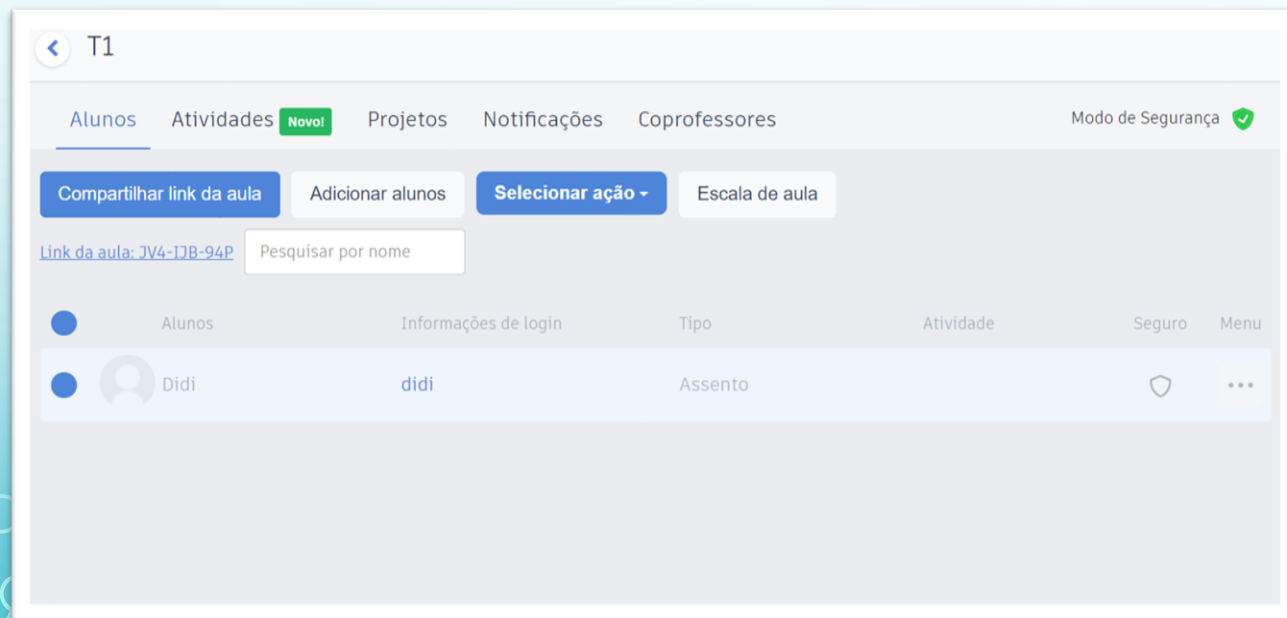 T1
Alunos Atividades Novo! Projetos Notificações Coprofessores Modo de Segurança
Compartilhar link da aula Adicionar alunos Selecionar ação Escala de aula
Link da aula: JV4-IJB-94P Pesquisar por nome
Alunos Informações de login Tipo Atividade Seguro Menu
Didi didi Assento